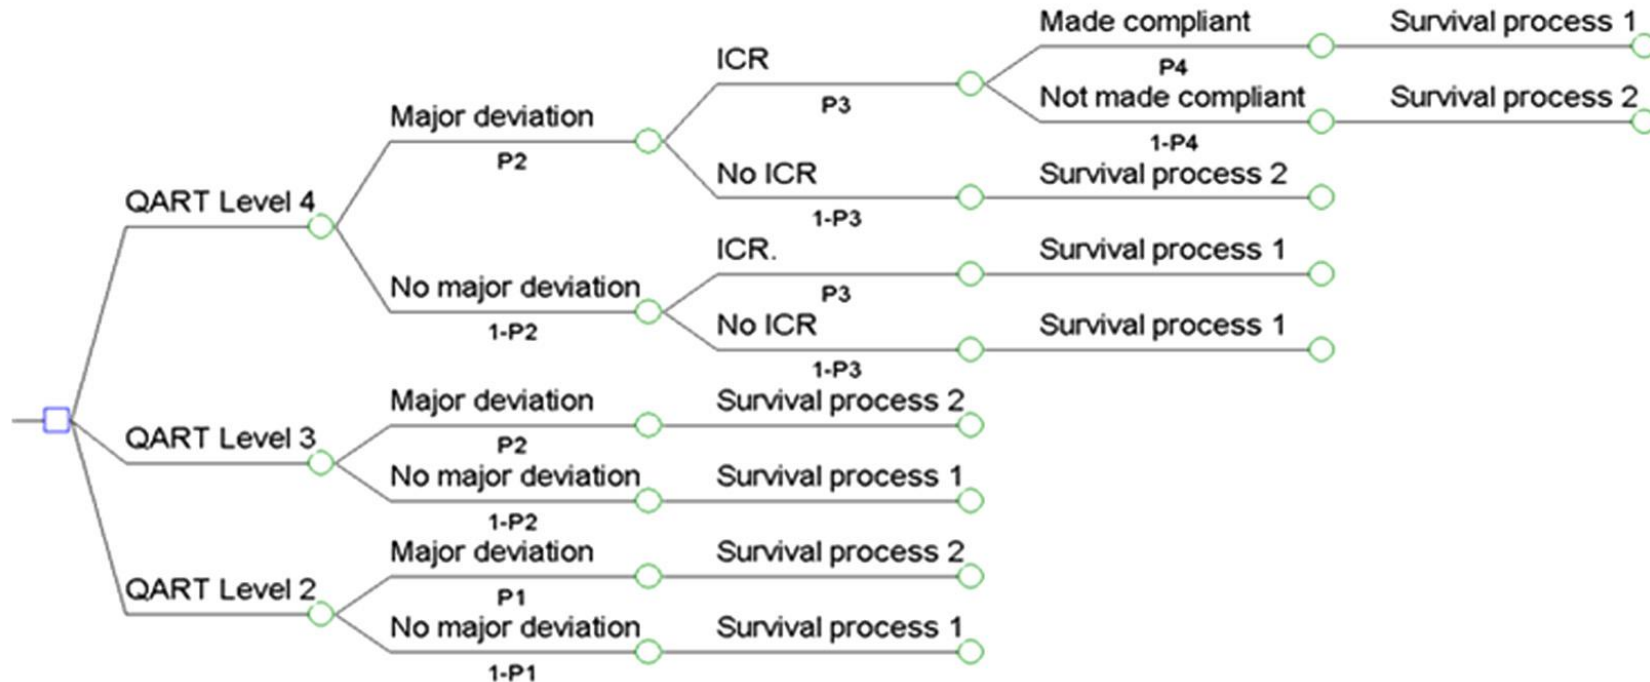 Made compliant
Survival process 1
P4
ICR
P3
Not made compliant
Survival process 2
1-P4
Major deviation
P2
No ICR
Survival process 2
1-P3
QART Level 4
ICR.
Survival process 1
P3
No major deviation
1-P2
No ICR
Survival process 1
1-P3
QART Level 3
Major deviation
Survival process 2
P2
No major deviation
Survival process 1
1-P2
QART Level 2
Major deviation
Survival process 2
P1
No major deviation
Survival process 1
1-P1